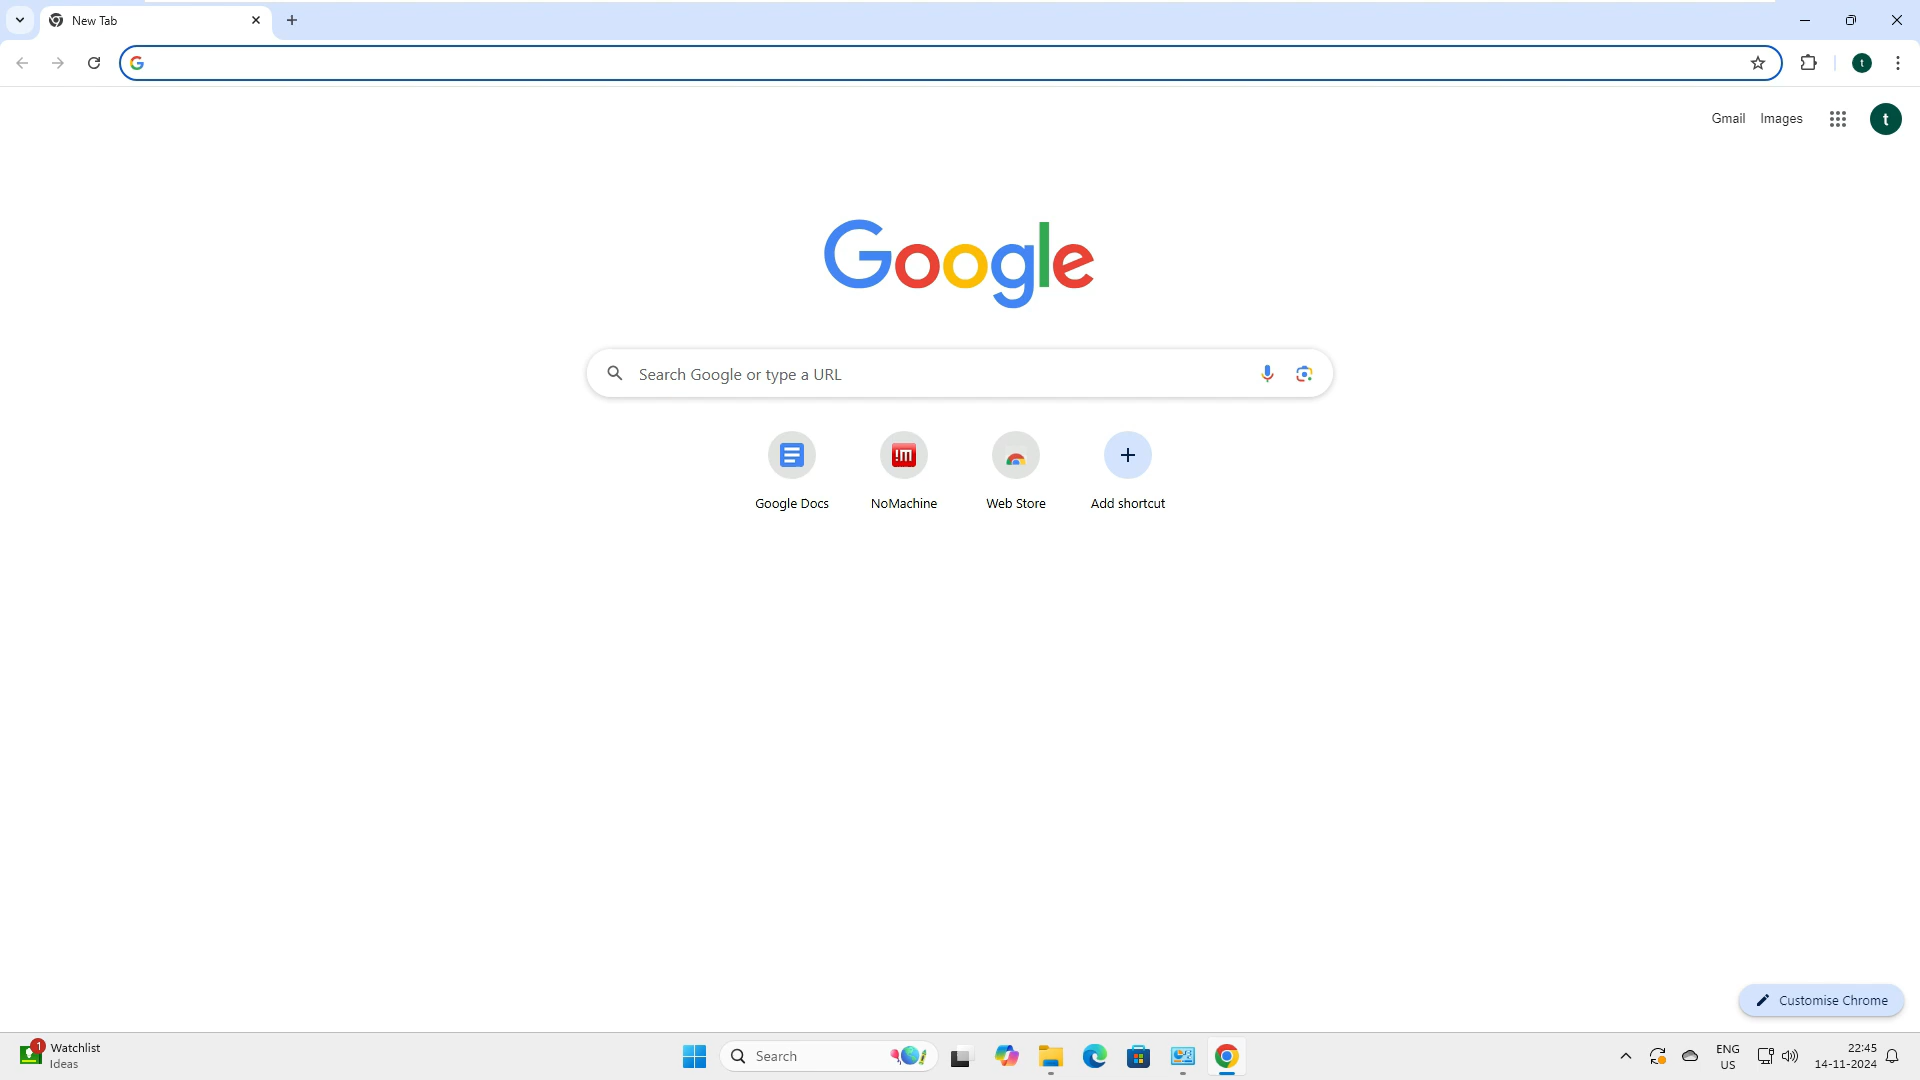 New Tab
Gmail Images
t
t
Google
Search Google or type a URL
!m
Google Docs
NoMachine
Web Store
Add shortcut
Customise Chrome
1
Watchlist
Ideas
Search
ENG
US
22:45
14-11-2024